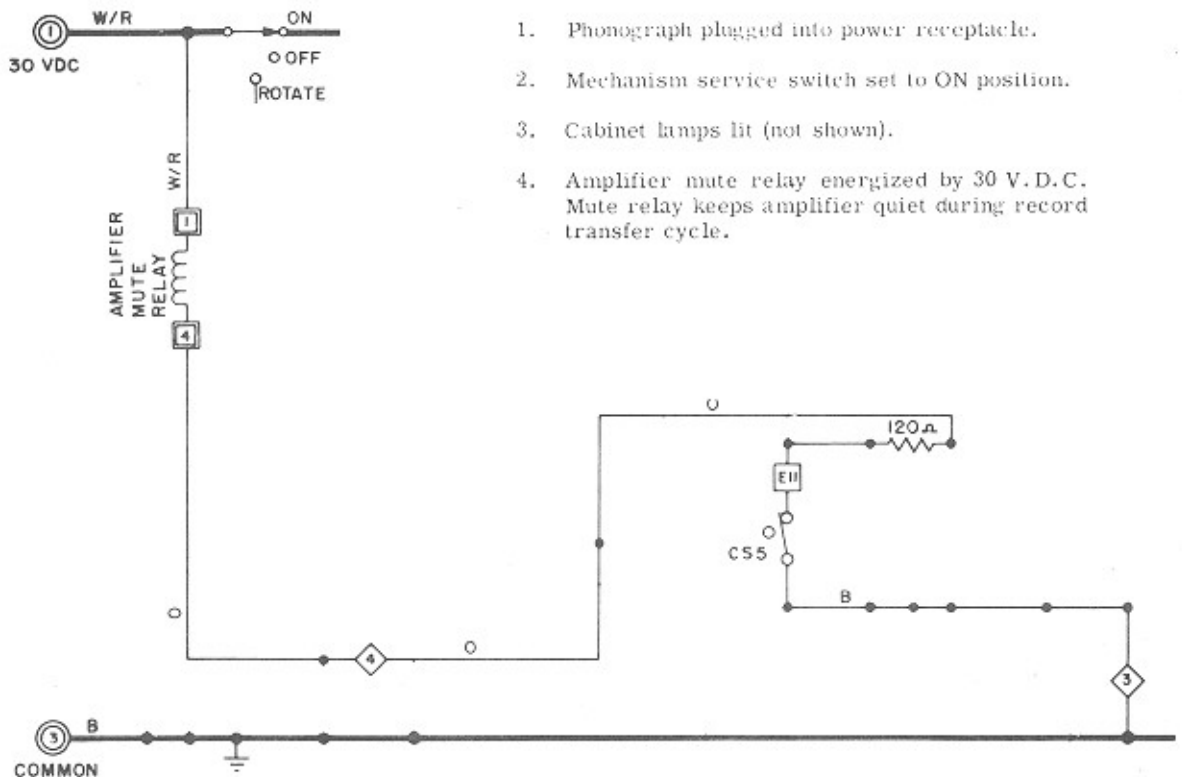 W/R
ON
1
30 VDC
OFF
ROTATE
1. Phonograph plugged into power receptacle.
2. Mechanism service switch set to ON position.
3. Cabinet lamps lit (not shown).
4. Amplifier mute relay energized by 30 V.D.C.
Mute relay keeps amplifier quiet during record
transfer cycle.
W/R
1
AMPLIFIER
MUTE
RELAY
4
O
120Ω
E11
O
CS5
B
O
O
4
3
B
3
COMMON